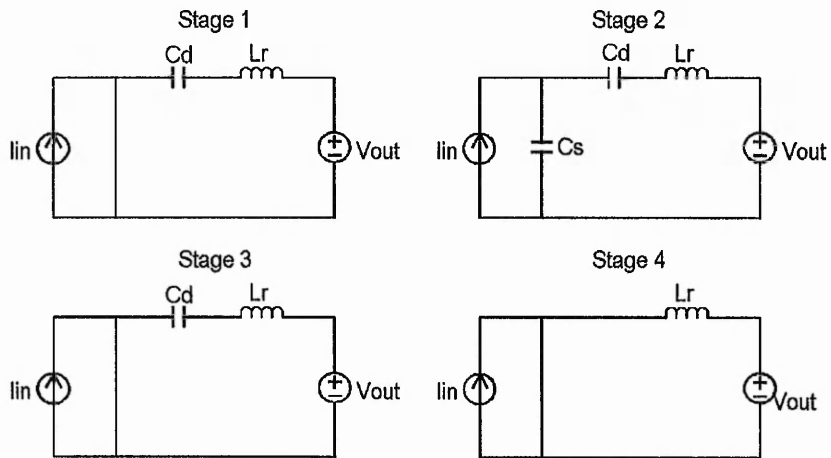 Stage 1
Cd
Lr
Iin
Vout
Stage 2
Cd
Lr
Iin
Cs
Vout
Stage 3
Cd
Lr
Iin
Vout
Stage 4
Lr
Iin
Vout